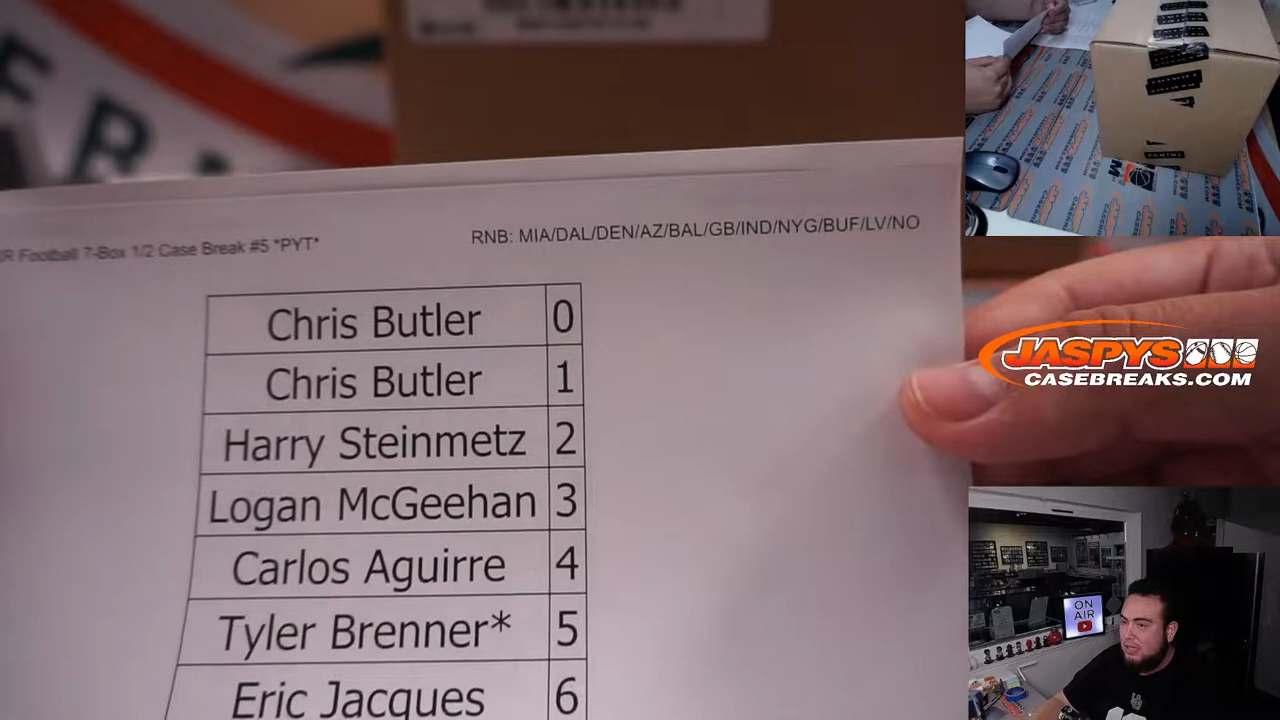 R Football 7-Box 1/2 Case Break #5 *PYT*
RNB: MIA/DAL/DEN/AZ/BAL/GB/IND/NYG/BUF/LV/NO
Chris Butler 0
Chris Butler 1
Harry Steinmetz 2
Logan McGeehan 3
Carlos Aguirre 4
Tyler Brenner* 5
Eric Jacques 6
JASPYS
CASEBREAKS.COM
ON
AIR
PANINI